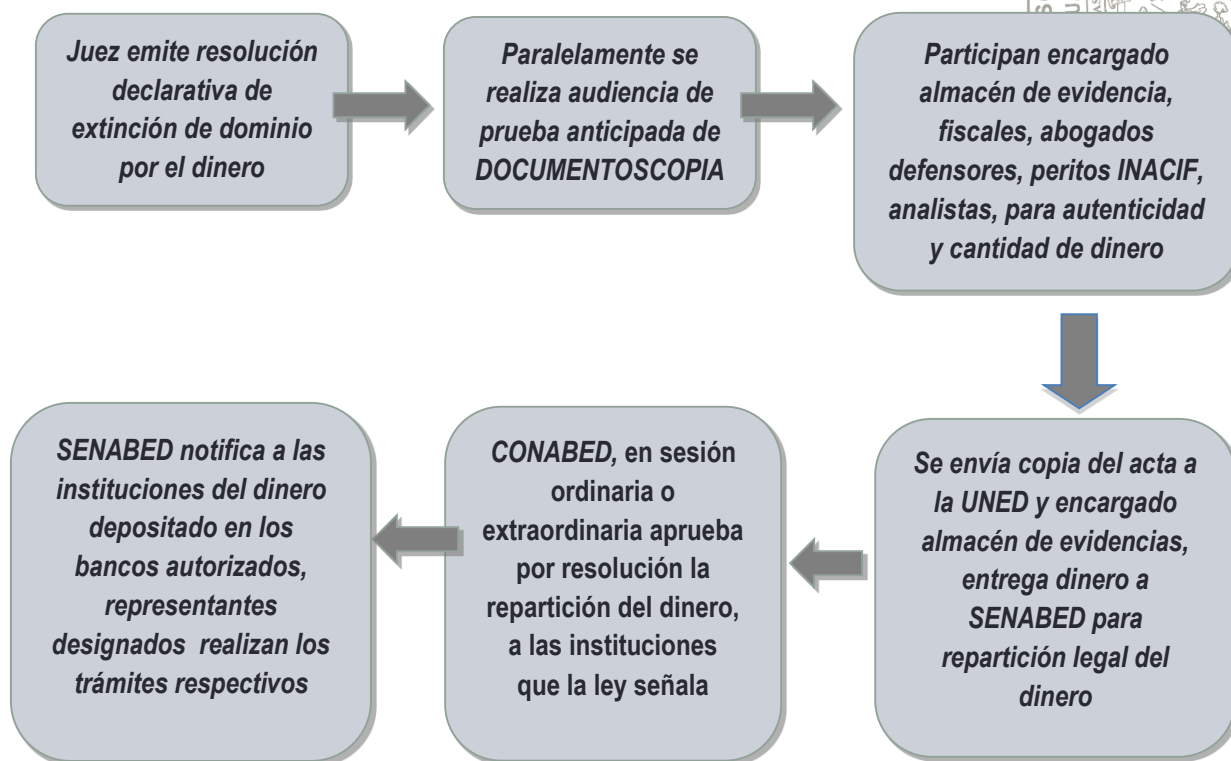 Juez emite resolución
declarativa de
extinción de dominio
por el dinero
Paralelamente se
realiza audiencia de
prueba anticipada de
DOCUMENTOSCOPIA
Participan encargado
almacén de evidencia,
fiscales, abogados
defensores, peritos INACIF,
analistas, para autenticidad
y cantidad de dinero
Se envía copia del acta a
la UNED y encargado
almacén de evidencias,
entrega dinero a
SENABED para
repartición legal del
dinero
CONABED, en sesión
ordinaria o
extraordinaria aprueba
por resolución la
repartición del dinero,
a las instituciones
que la ley señala
SENABED notifica a las
instituciones del dinero
depositado en los
bancos autorizados,
representantes
designados realizan los
trámites respectivos